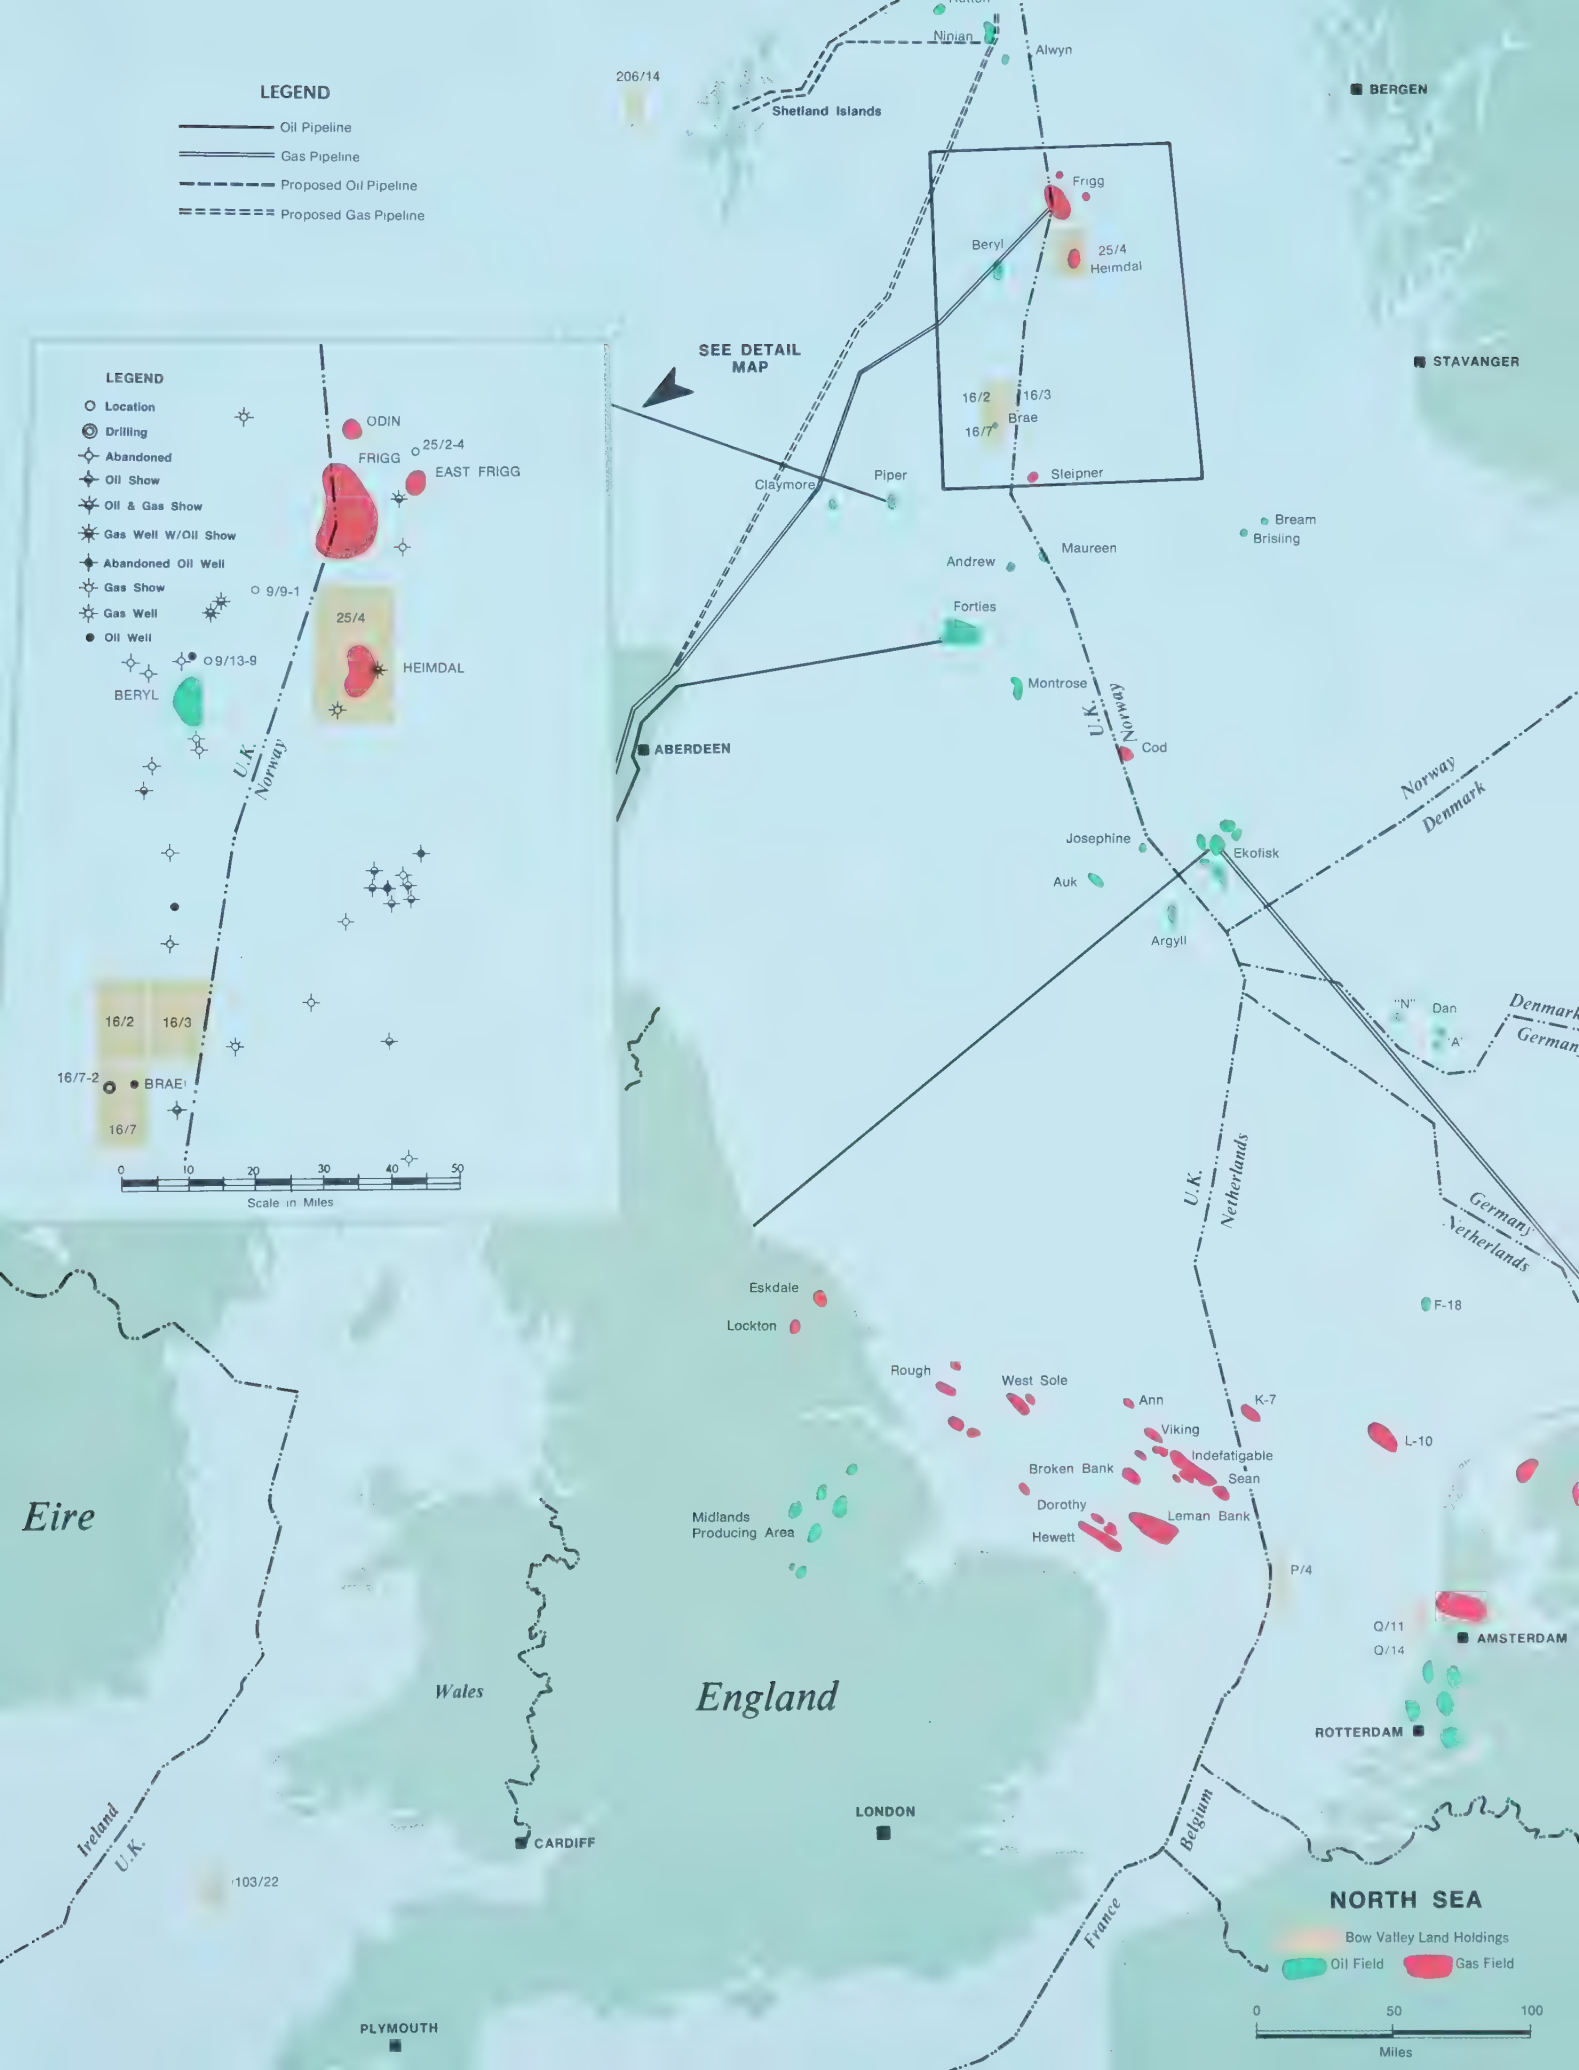 LEGEND
Oil Pipeline
Gas Pipeline
Proposed Oil Pipeline
Proposed Gas Pipeline
206/14
Shetland Islands
Ninian
Alwyn
BERGEN
Frigg
25/4
Heimdal
Beryl
SEE DETAIL
MAP
STAVANGER
16/2
16/3
Brae
16/7
Sleipner
Piper
Claymore
Bream
Brisling
Maureen
Andrew
Forties
Montrose
U.K.
Norway
Cod
ABERDEEN
Norway
Denmark
Josephine
Ekofisk
Auk
Argyll
"N"
Dan
'A'
Denmark
German
U.K.
Netherlands
Germany
Netherlands
F-18
LEGEND
Location
Drilling
Abandoned
Oil Show
Oil & Gas Show
Gas Well W/Oil Show
Abandoned Oil Well
Gas Show
Gas Well
Oil Well
ODIN
25/2-4
FRIGG
EAST FRIGG
9/9-1
25/4
9/13-9
HEIMDAL
BERYL
U.K.
Norway
16/2
16/3
16/7-2
BRAE
16/7
0 10 20 30 40 50
Scale in Miles
Eskdale
Lockton
Rough
West Sole
Ann
K-7
Viking
L-10
Indefatigable
Broken Bank
Sean
Dorothy
Leman Bank
Hewett
Midlands
Producing Area
P/4
Q/11
AMSTERDAM
Q/14
ROTTERDAM
Eire
Wales
England
LONDON
CARDIFF
Ireland
U.K.
103/22
Belgium
France
PLYMOUTH
NORTH SEA
Bow Valley Land Holdings
Oil Field
Gas Field
0 50 100
Miles